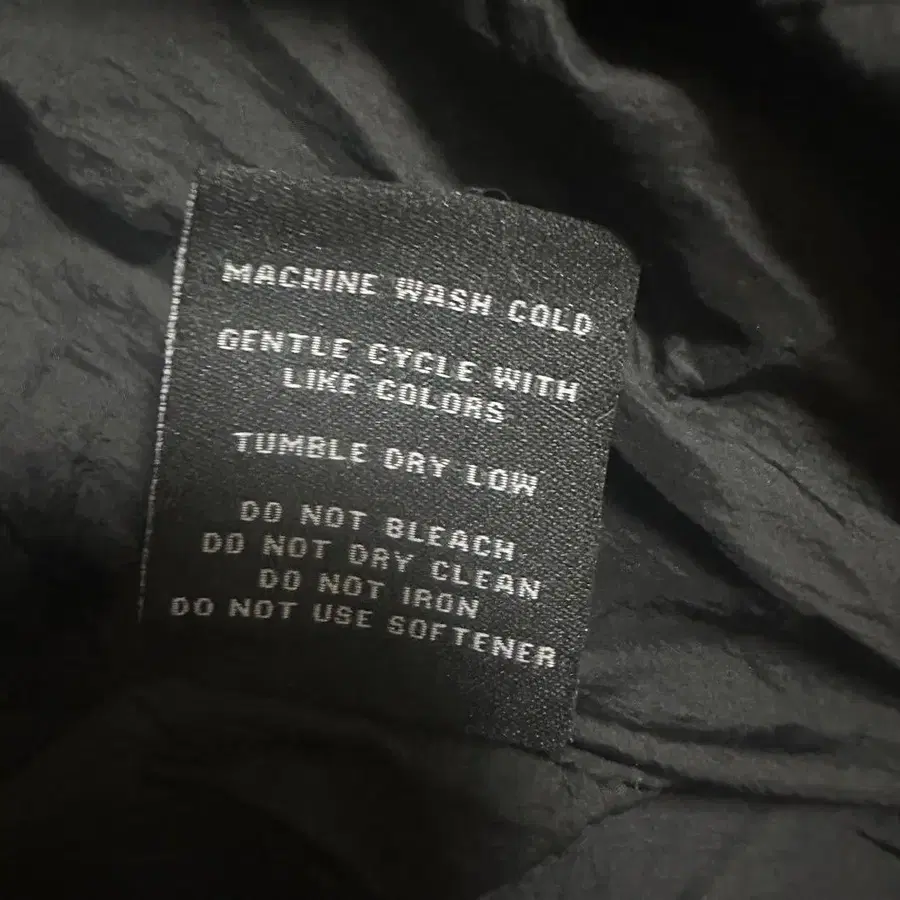 MACHINE WASH COLD
GENTLE CYCLE WITH
LIKE COLORS
TUMBLE DRY LOW
DO NOT BLEACH
DO NOT DRY CLEAN
DO NOT IRON
DO NOT USE SOFTENER